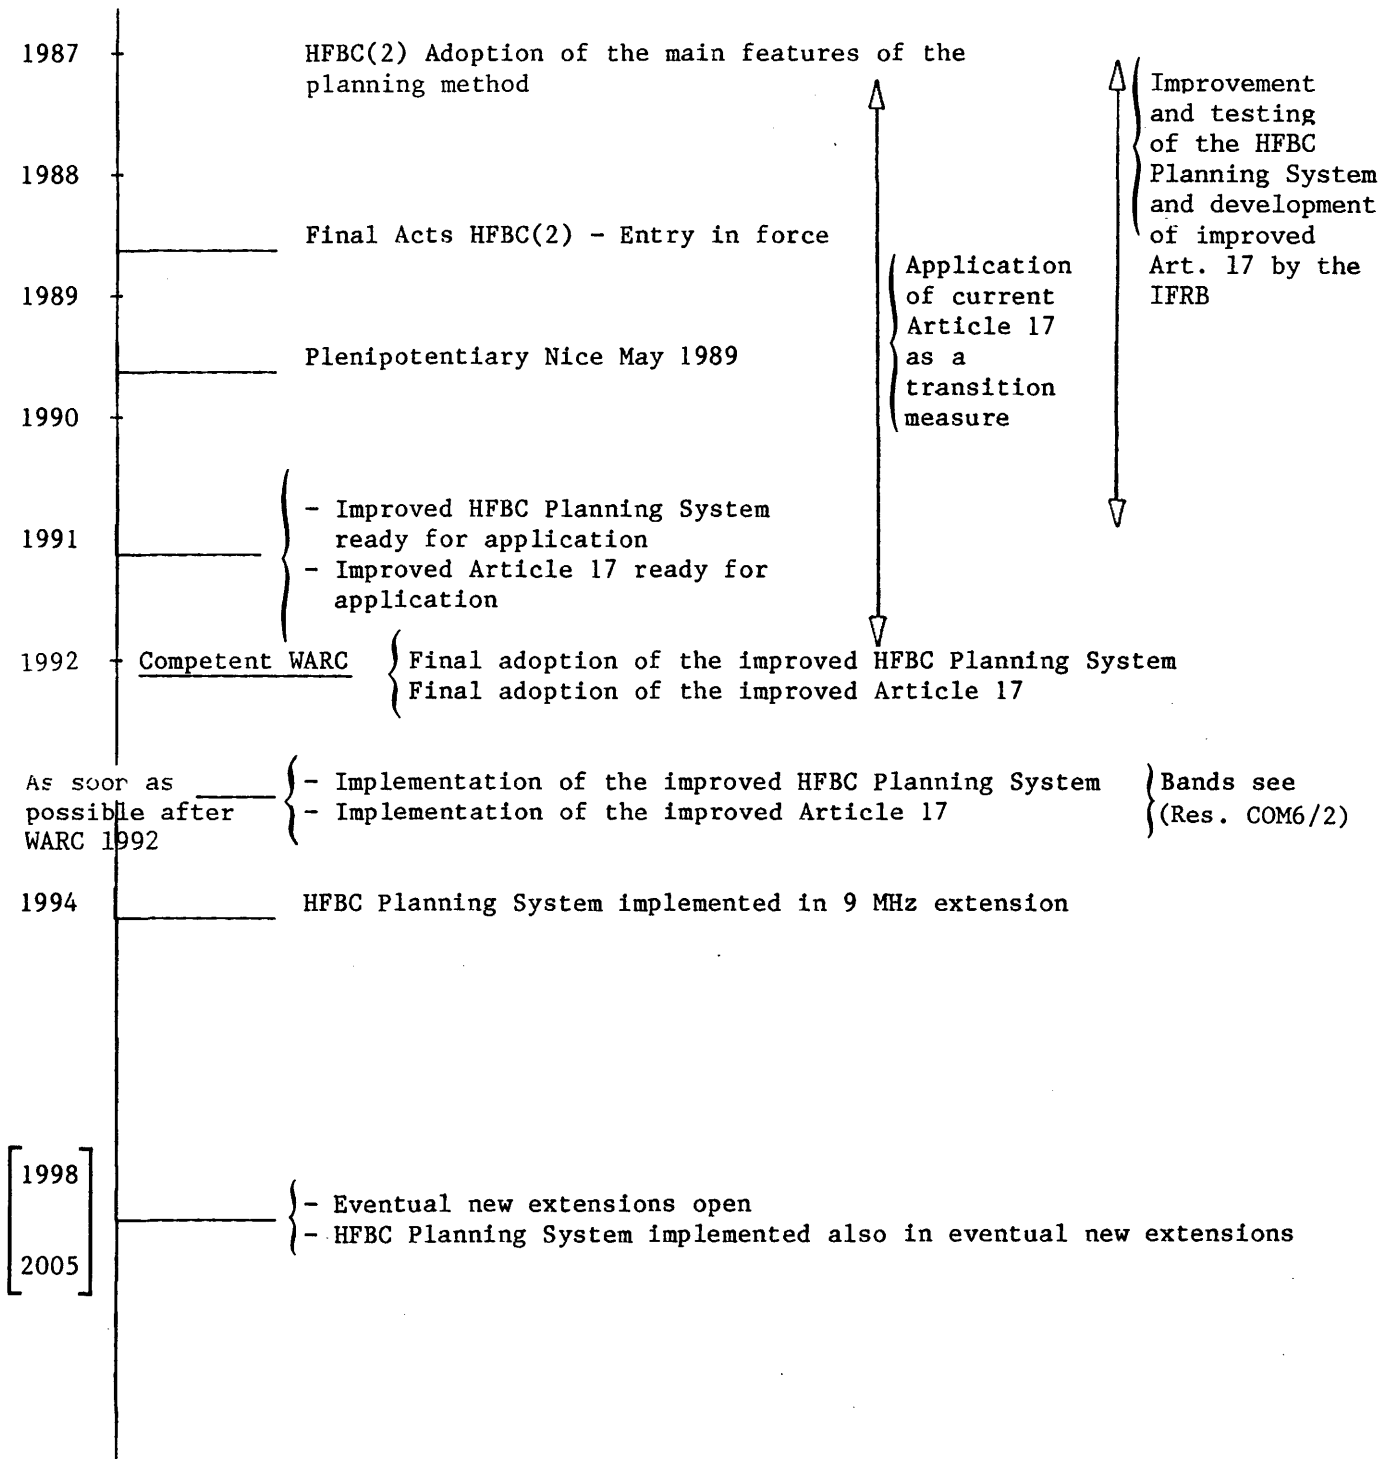 1987
HFBC(2) Adoption of the main features of the
planning method
Improvement
and testing
of the HFBC
Planning System
and development
of improved
Art. 17 by the
IFRB
1988
Final Acts HFBC(2) - Entry in force
Application
of current
Article 17
as a
transition
measure
1989
Plenipotentiary Nice May 1989
1990
1991
- Improved HFBC Planning System
ready for application
- Improved Article 17 ready for
application
1992
Competent WARC
Final adoption of the improved HFBC Planning System
Final adoption of the improved Article 17
As soon as
possible after
WARC 1992
- Implementation of the improved HFBC Planning System
- Implementation of the improved Article 17
Bands see
(Res. COM6/2)
1994
HFBC Planning System implemented in 9 MHz extension
1998
2005
- Eventual new extensions open
- HFBC Planning System implemented also in eventual new extensions